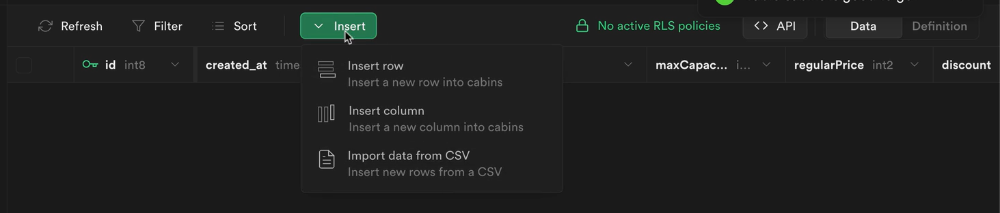 Refresh
Filter
Sort
Insert
No active RLS policies
<> API
Data
Definition
id int8
created_at time
maxCapac... i...
regularPrice int2
discount
Insert row
Insert a new row into cabins
Insert column
Insert a new column into cabins
Import data from CSV
Insert new rows from a CSV